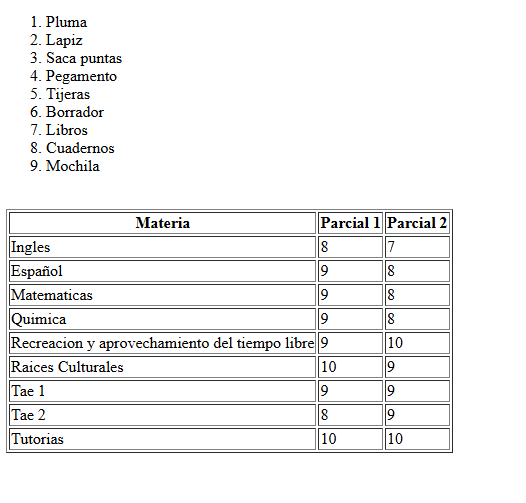 1. Pluma
2. Lapiz
3. Saca puntas
4. Pegamento
5. Tijeras
6. Borrador
7. Libros
8. Cuadernos
9. Mochila
Materia Parcial 1 Parcial 2
Ingles 8 7
Español 9 8
Matematicas 9 8
Quimica 9 8
Recreacion y aprovechamiento del tiempo libre 9 10
Raices Culturales 10 9
Tae 1 9 9
Tae 2 8 9
Tutorias 10 10